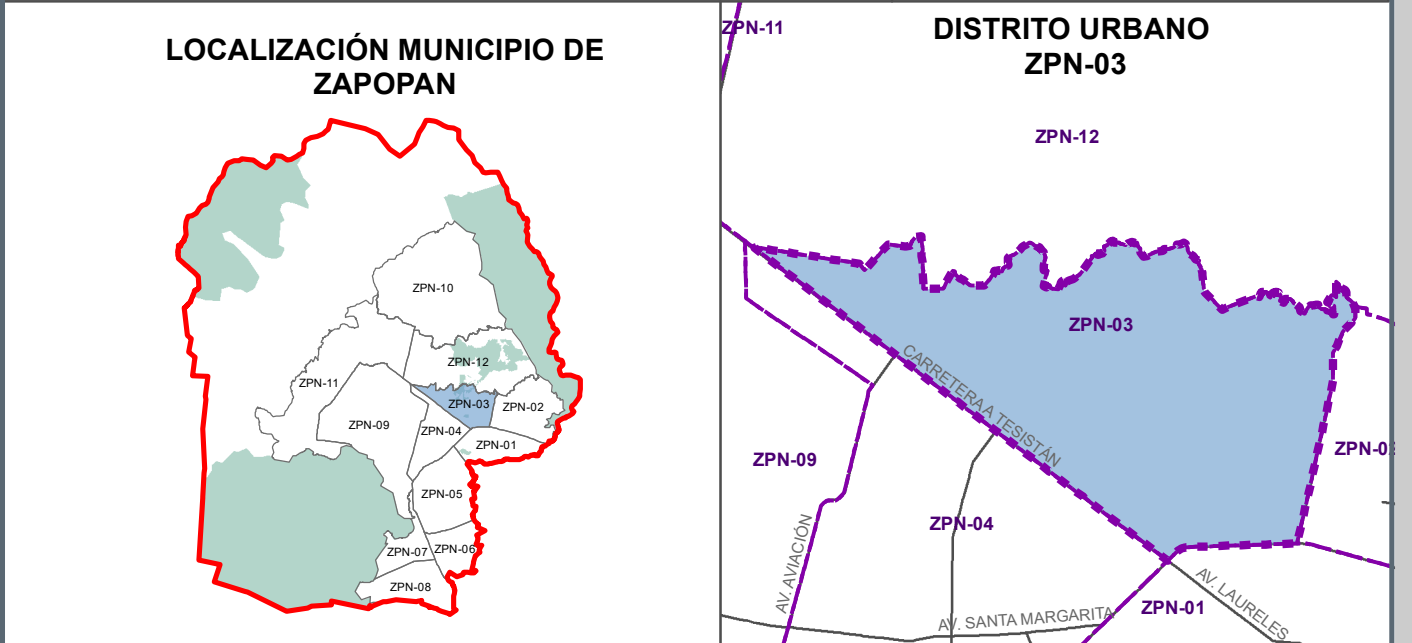 LOCALIZACIÓN MUNICIPIO DE
ZAPOPAN
ZPN-10
ZPN-12
ZPN-11
ZPN-03
ZPN-02
ZPN-09
ZPN-04
ZPN-01
ZPN-05
ZPN-07
ZPN-06
ZPN-08
DISTRITO URBANO
ZPN-03
ZPN-11
ZPN-12
ZPN-03
CARRETERA A TESISTÁN
ZPN-09
ZPN-0
ZPN-04
AV. AVIACIÓN
AV. SANTA MARGARITA
ZPN-01
AV. LAURELES